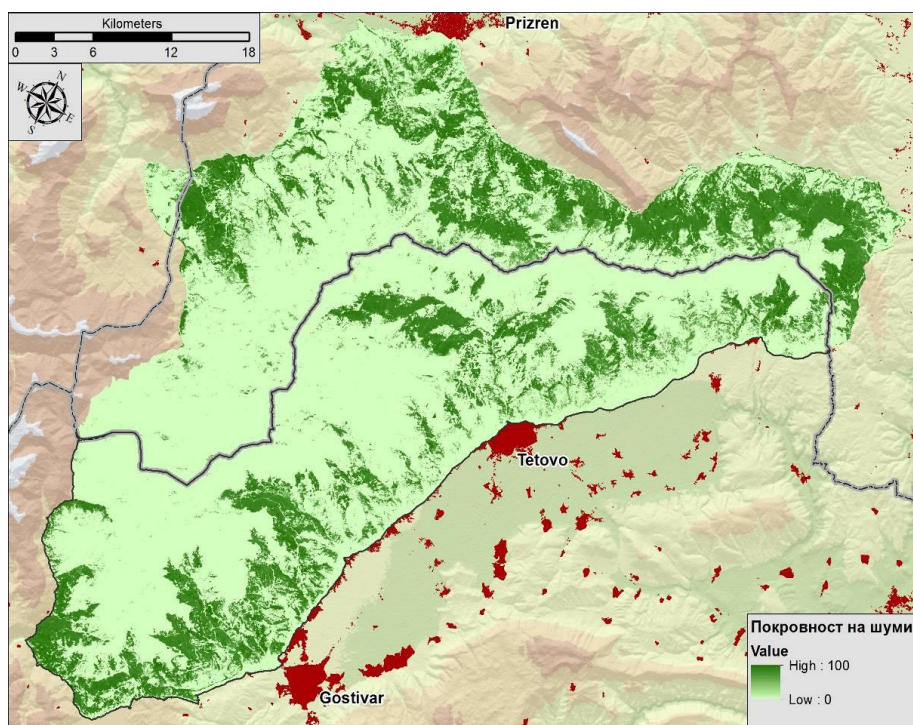 Kilometers
0 3 6 12 18
N
W
E
S
Prizren
Tetovo
Gostivar
Покровност на шуми
Value
High : 100
Low : 0